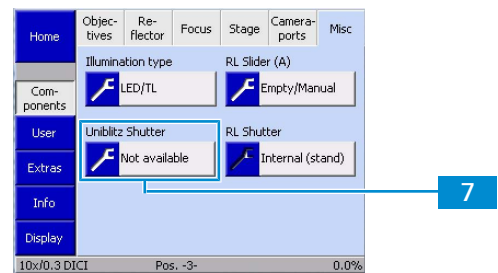 Home
Objec-
tives
Re-
flector
Focus
Stage
Camera-
ports
Misc
Com-
ponents
User
Extras
Info
Display
Illumination type
LED/TL
RL Slider (A)
Empty/Manual
Uniblitz Shutter
Not available
RL Shutter
Internal (stand)
7
10x/0.3 DICI Pos. -3- 0.0%